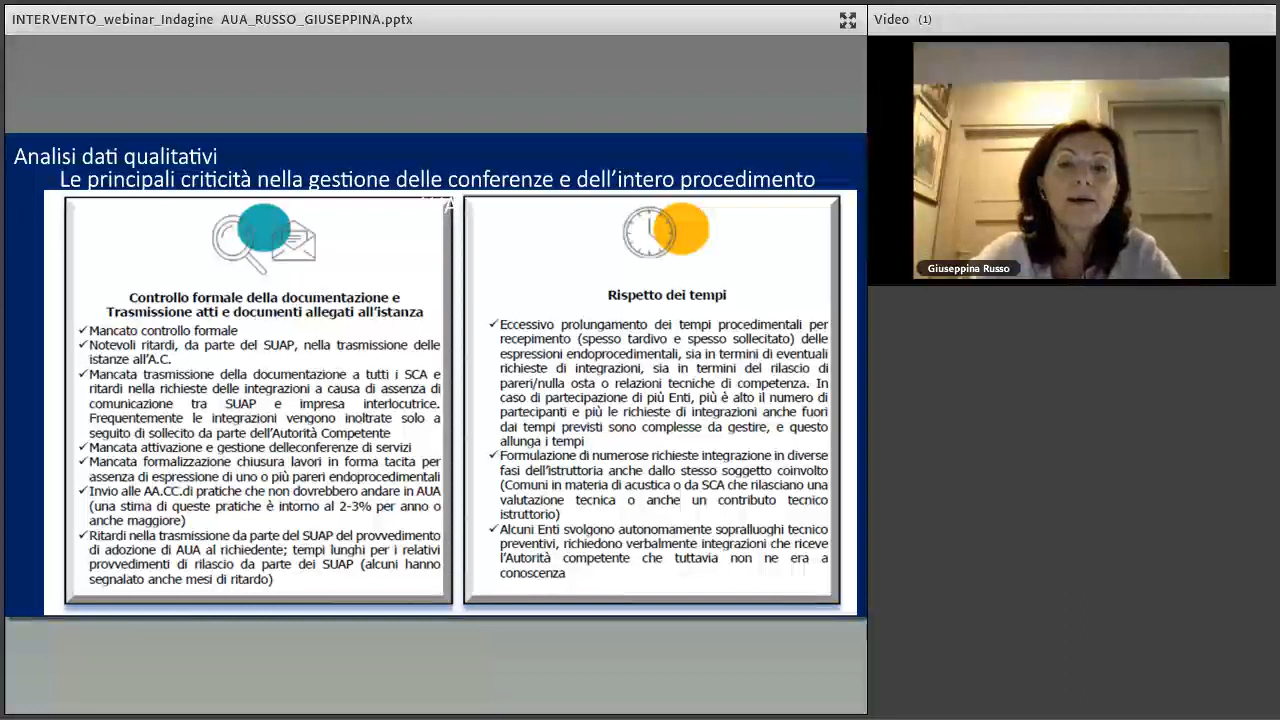 INTERVENTO_webinar_Indagine AUA_RUSSO_GIUSEPPINA.pptx
Video (1)
Giuseppina Russo
Analisi dati qualitativi
Le principali criticità nella gestione delle conferenze e dell'intero procedimento
Controllo formale della documentazione e
Trasmissione atti e documenti allegati all'istanza
✓Mancato controllo formale
✓Notevoli ritardi, da parte del SUAP, nella trasmissione delle
istanze all'A.C.
✓Mancata trasmissione della documentazione a tutti i SCA e
ritardi nella richieste delle integrazioni a causa di assenza di
comunicazione tra SUAP e impresa interlocutrice.
Frequentemente le integrazioni vengono inoltrate solo a
seguito di sollecito da parte dell'Autorità Competente
✓Mancata attivazione e gestione delleconferenze di servizi
✓Mancata formalizzazione chiusura lavori in forma tacita per
assenza di espressione di uno o più pareri endoprocedimentali
✓Invio alle AA.CC.di pratiche che non dovrebbero andare in AUA
(una stima di queste pratiche è intorno al 2-3% per anno o
anche maggiore)
✓Ritardi nella trasmissione da parte del SUAP del provvedimento
di adozione di AUA al richiedente; tempi lunghi per i relativi
provvedimenti di rilascio da parte dei SUAP (alcuni hanno
segnalato anche mesi di ritardo)
Rispetto dei tempi
✓Eccessivo prolungamento dei tempi procedimentali per
recepimento (spesso tardivo e spesso sollecitato) delle
espressioni endoprocedimentali, sia in termini di eventuali
richieste di integrazioni, sia in termini del rilascio di
pareri/nulla osta o relazioni tecniche di competenza. In
caso di partecipazione di più Enti, più è alto il numero di
partecipanti e più le richieste di integrazioni anche fuori
dai tempi previsti sono complesse da gestire, e questo
allunga i tempi
✓Formulazione di numerose richieste integrazione in diverse
fasi dell'istruttoria anche dallo stesso soggetto coinvolto
(Comuni in materia di acustica o da SCA che rilasciano una
valutazione tecnica o anche un contributo tecnico
istruttorio)
✓Alcuni Enti svolgono autonomamente sopralluoghi tecnico
preventivi, richiedono verbalmente integrazioni che riceve
l'Autorità competente che tuttavia non ne era a
conoscenza